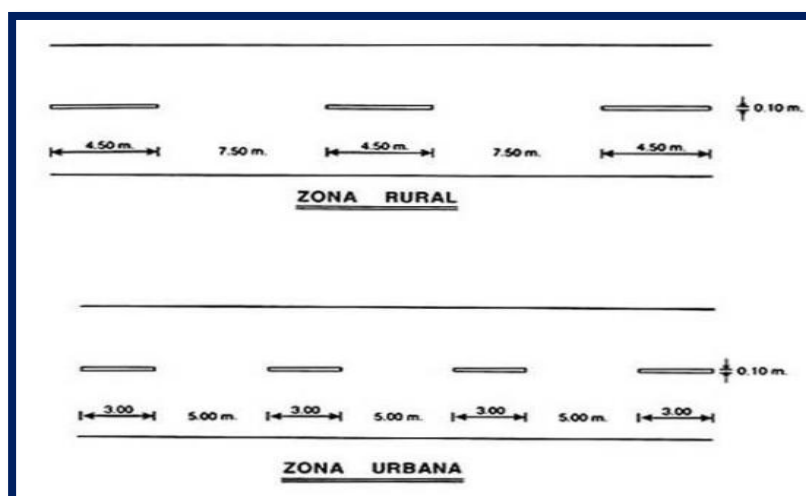 0.10 m.
4.50 m. 7.50 m. 4.50 m. 7.50 m. 4.50 m.
ZONA RURAL
0.10 m.
3.00 5.00 m. 3.00 5.00 m. 3.00 5.00 m. 3.00
ZONA URBANA